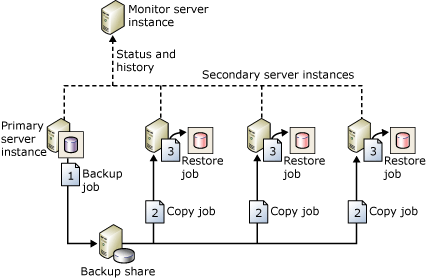 Monitor server
instance
Status and
history
Secondary server instances
Primary
server
instance
3
3
3
Restore
job
Restore
job
Restore
job
1
Backup
job
2
Copy job
2
Copy job
2
Copy job
Backup share